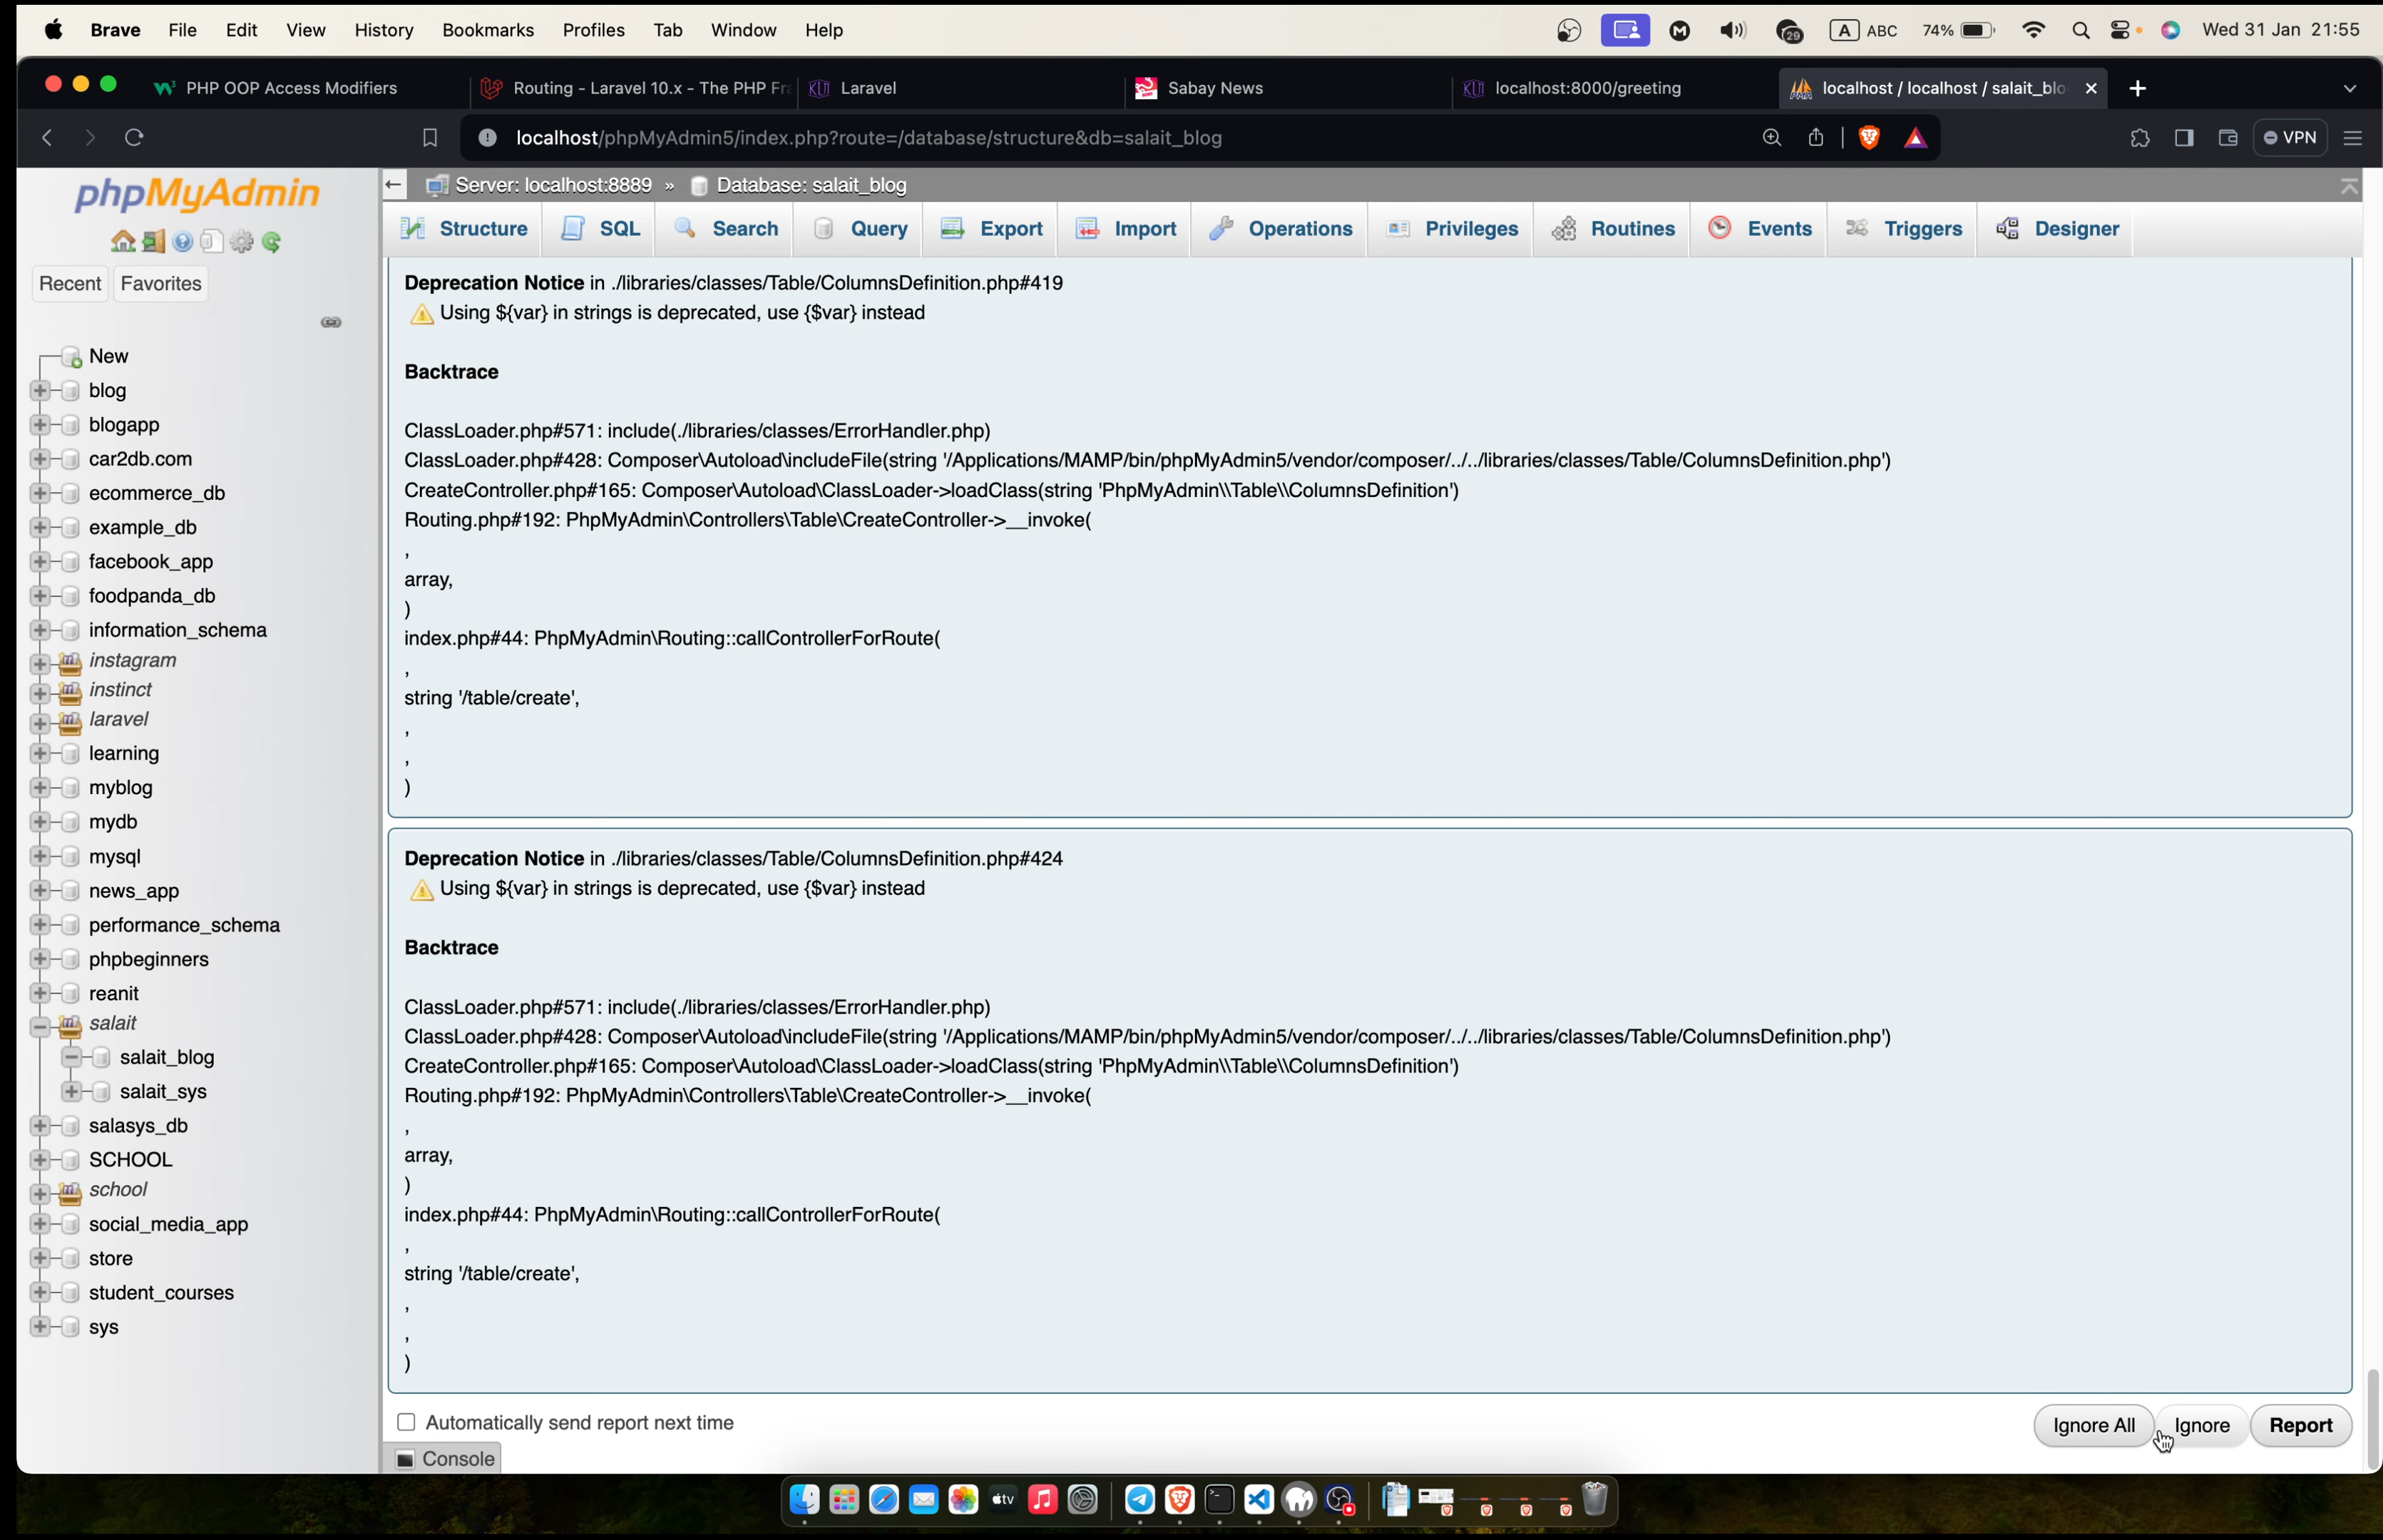 Brave File Edit View History Bookmarks Profiles Tab Window Help
29 A ABC 74% Wed 31 Jan 21:55
PHP OOP Access Modifiers
Routing - Laravel 10.x - The PHP Fra
Laravel
Sabay News
localhost:8000/greeting
localhost / localhost / salait_blo
localhost/phpMyAdmin5/index.php?route=/database/structure&db=salait_blog
VPN
phpMyAdmin
Recent Favorites
New
blog
blogapp
car2db.com
ecommerce_db
example_db
facebook_app
foodpanda_db
information_schema
instagram
instinct
laravel
learning
myblog
mydb
mysql
news_app
performance_schema
phpbeginners
reanit
salait
salait_blog
salait_sys
salasys_db
SCHOOL
school
social_media_app
store
student_courses
sys
Server: localhost:8889 » Database: salait_blog
Structure SQL Search Query Export Import Operations Privileges Routines Events Triggers Designer
Deprecation Notice in ./libraries/classes/Table/ColumnsDefinition.php#419
Using ${var} in strings is deprecated, use {$var} instead
Backtrace
ClassLoader.php#571: include(./libraries/classes/ErrorHandler.php)
ClassLoader.php#428: Composer\Autoload\includeFile(string '/Applications/MAMP/bin/phpMyAdmin5/vendor/composer/../../libraries/classes/Table/ColumnsDefinition.php')
CreateController.php#165: Composer\Autoload\ClassLoader->loadClass(string 'PhpMyAdmin\\Table\\ColumnsDefinition')
Routing.php#192: PhpMyAdmin\Controllers\Table\CreateController->__invoke(
,
array,
)
index.php#44: PhpMyAdmin\Routing::callControllerForRoute(
,
string '/table/create',
,
,
)
Deprecation Notice in ./libraries/classes/Table/ColumnsDefinition.php#424
Using ${var} in strings is deprecated, use {$var} instead
Backtrace
ClassLoader.php#571: include(./libraries/classes/ErrorHandler.php)
ClassLoader.php#428: Composer\Autoload\includeFile(string '/Applications/MAMP/bin/phpMyAdmin5/vendor/composer/../../libraries/classes/Table/ColumnsDefinition.php')
CreateController.php#165: Composer\Autoload\ClassLoader->loadClass(string 'PhpMyAdmin\\Table\\ColumnsDefinition')
Routing.php#192: PhpMyAdmin\Controllers\Table\CreateController->__invoke(
,
array,
)
index.php#44: PhpMyAdmin\Routing::callControllerForRoute(
,
string '/table/create',
,
,
)
Automatically send report next time
Ignore All Ignore Report
Console
tv